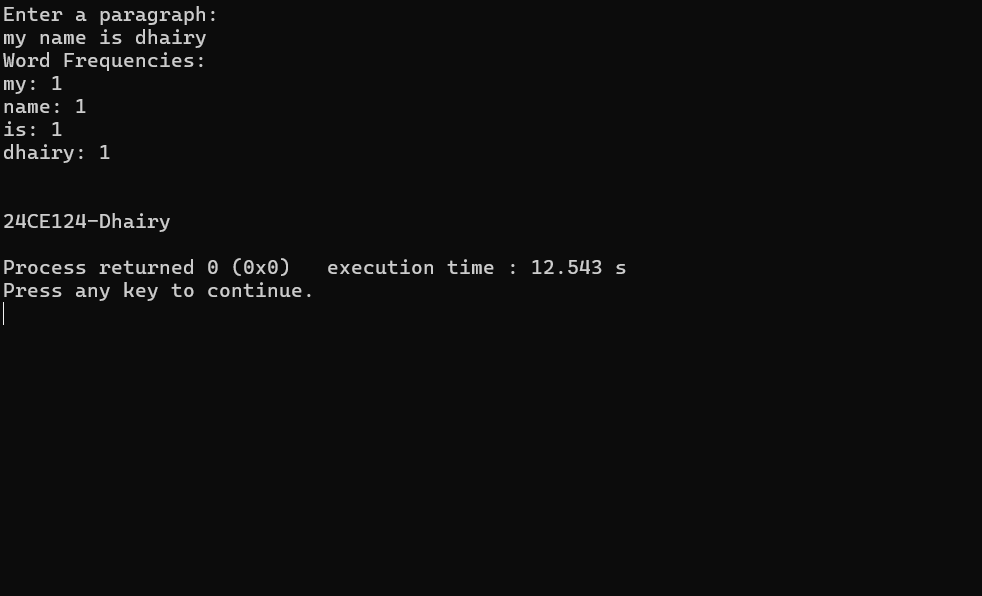 Enter a paragraph:
my name is dhairy
Word Frequencies:
my: 1
name: 1
is: 1
dhairy: 1
24CE124-Dhairy
Process returned 0 (0x0)   execution time : 12.543 s
Press any key to continue.